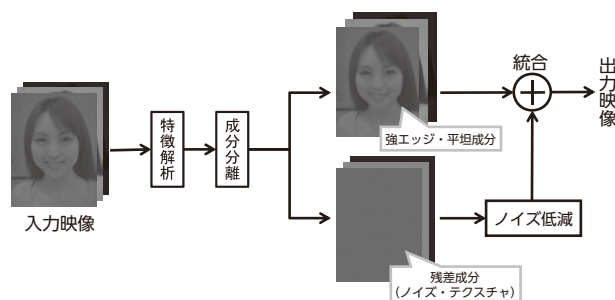 入力映像
特徴解析
成分分離
強エッジ・平坦成分
残差成分
(ノイズ・テクスチャ)
ノイズ低減
統合
出力映像